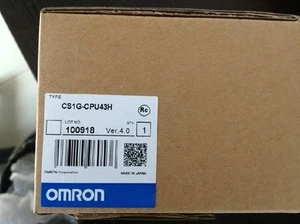 TYPE
CS1G-CPU43H
LOT NO.
QTY.
100918 Ver.4.0 1
OMRON Corporation
MADE IN JAPAN
OMRON